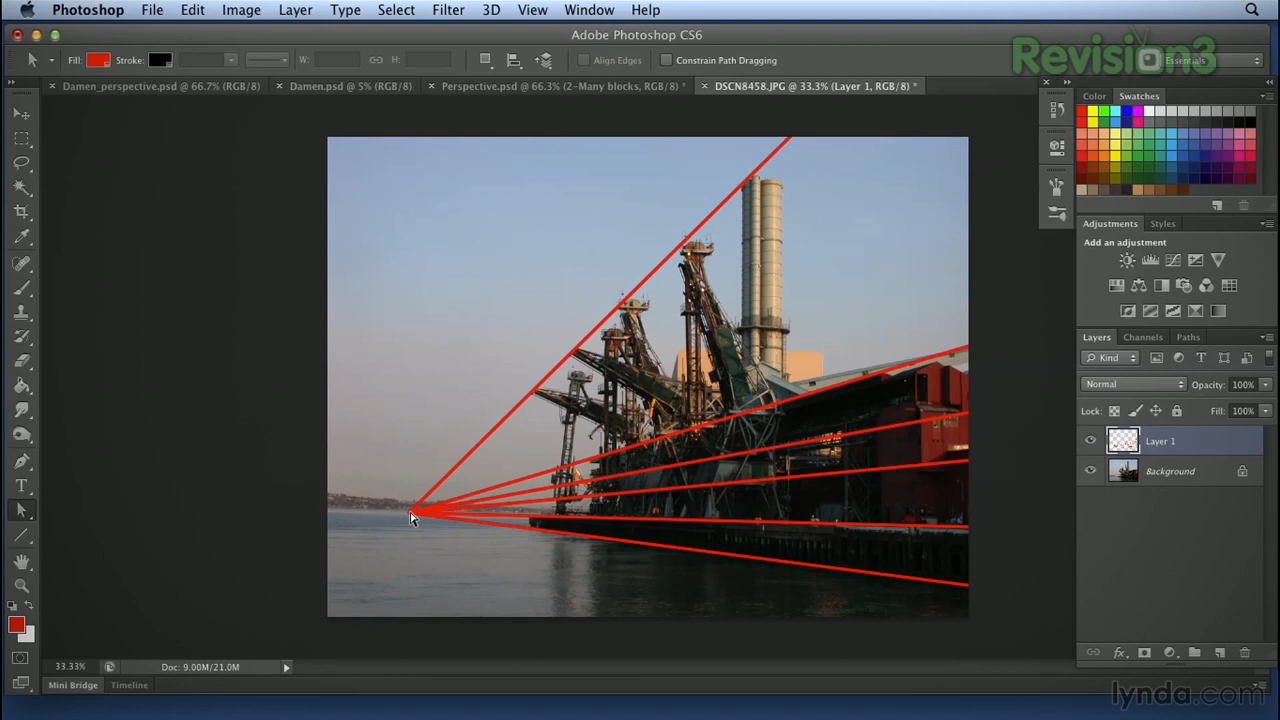 Photoshop File Edit Image Layer Type Select Filter 3D View Window Help
Adobe Photoshop CS6
Fill: Stroke: W: H: Align Edges Constrain Path Dragging
Revision3
Essentials
Damen_perspective.psd @ 66.7% (RGB/8) Damen.psd @ 5% (RGB/8) Perspective.psd @ 66.3% (2-Many blocks, RGB/8) * DSCN8458.JPG @ 33.3% (Layer 1, RGB/8) *
Color Swatches
Adjustments Styles
Add an adjustment
Layers Channels Paths
Kind
Normal Opacity: 100%
Lock: Fill: 100%
Layer 1
Background
33.33% Doc: 9.00M/21.0M
Mini Bridge Timeline
lynda.com